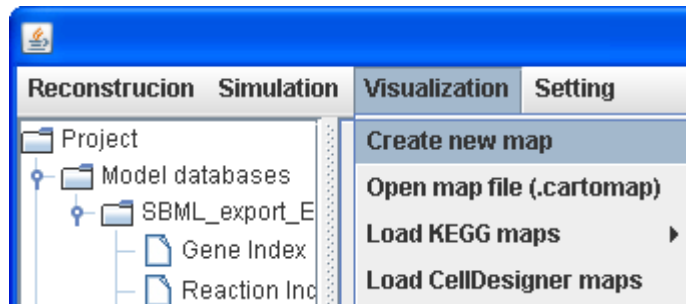 Reconstrucion Simulation Visualization Setting
Project
Model databases
SBML_export_E
Gene Index
Reaction Inc
Create new map
Open map file (.cartomap)
Load KEGG maps
Load CellDesigner maps